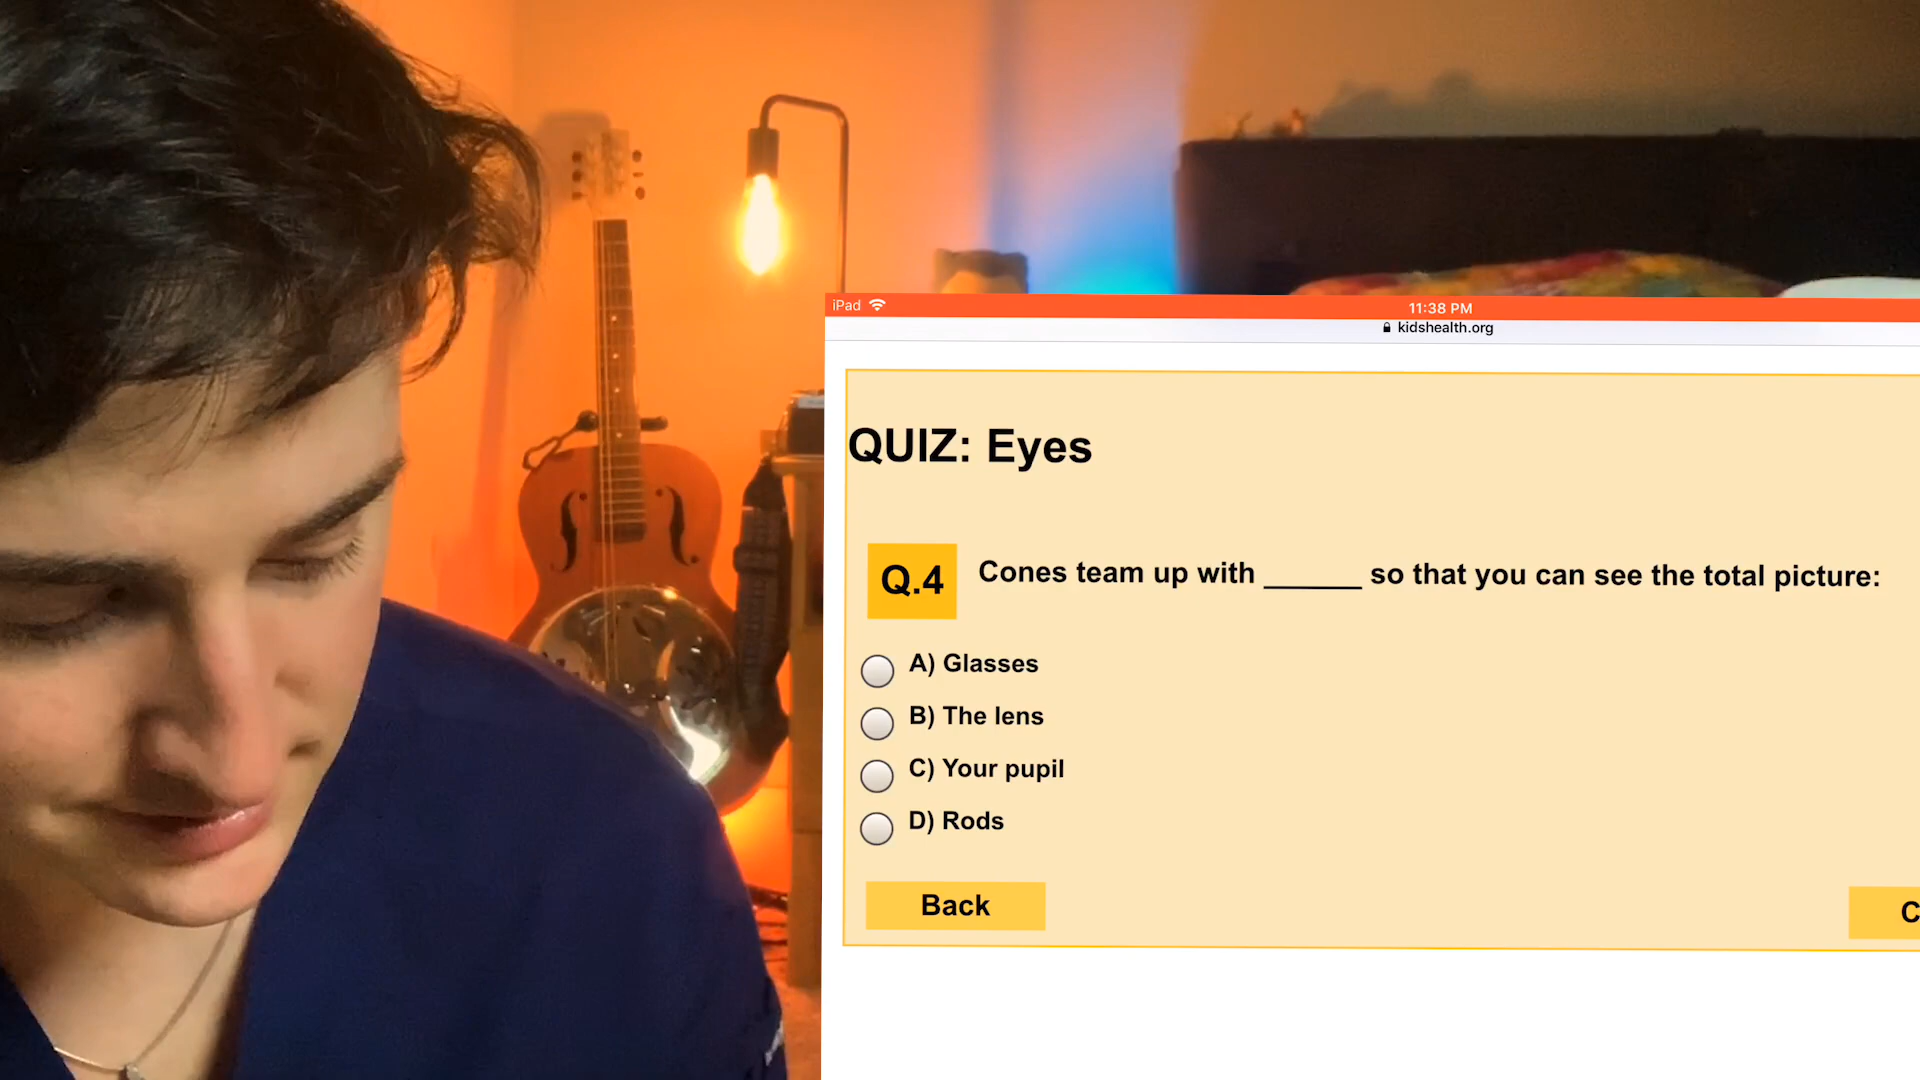 iPad
11:38 PM
kidshealth.org
QUIZ: Eyes
Q.4
Cones team up with ______ so that you can see the total picture:
A) Glasses
B) The lens
C) Your pupil
D) Rods
Back
C